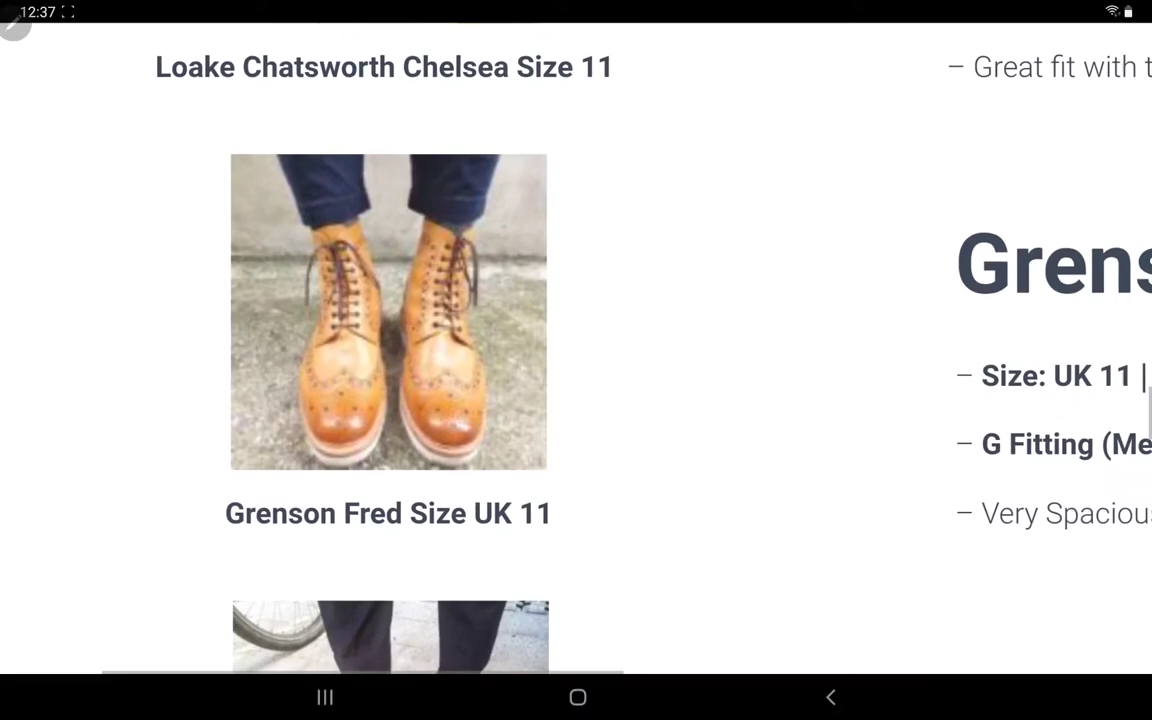 12:37
Loake Chatsworth Chelsea Size 11
– Great fit with t
Grens
– Size: UK 11 |
– G Fitting (Me
– Very Spacious
Grenson Fred Size UK 11